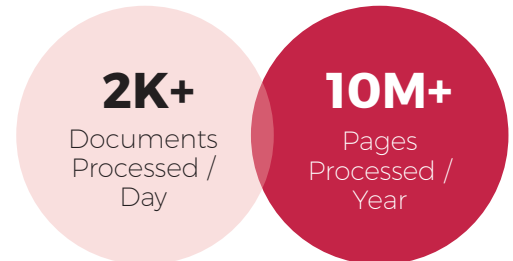 2K+
Documents
Processed /
Day
10M+
Pages
Processed /
Year